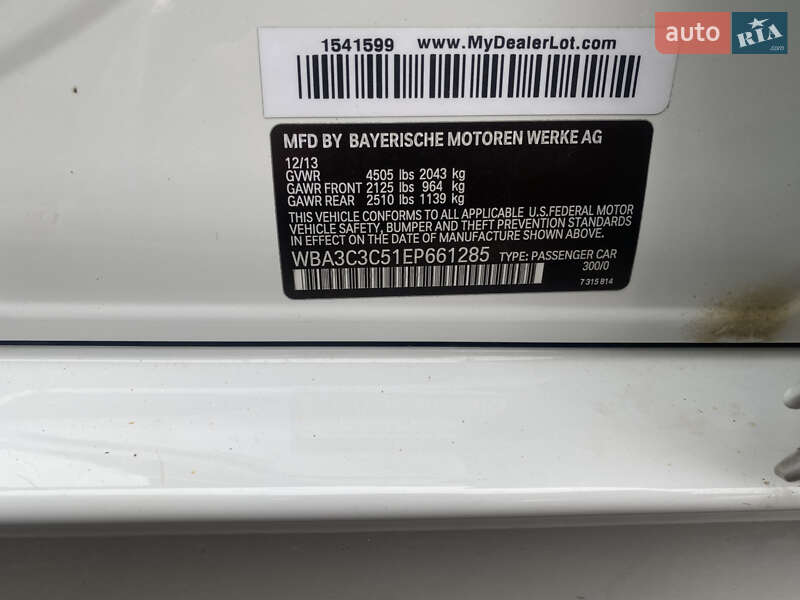 auto RIA .com
1541599 www.MyDealerLot.com
MFD BY BAYERISCHE MOTOREN WERKE AG
12/13
GVWR 4505 lbs 2043 kg
GAWR FRONT 2125 lbs 964 kg
GAWR REAR 2510 lbs 1139 kg
THIS VEHICLE CONFORMS TO ALL APPLICABLE U.S.FEDERAL MOTOR
VEHICLE SAFETY, BUMPER AND THEFT PREVENTION STANDARDS
IN EFFECT ON THE DATE OF MANUFACTURE SHOWN ABOVE.
WBA3C3C51EP661285 TYPE: PASSENGER CAR
300/0
7 315 814